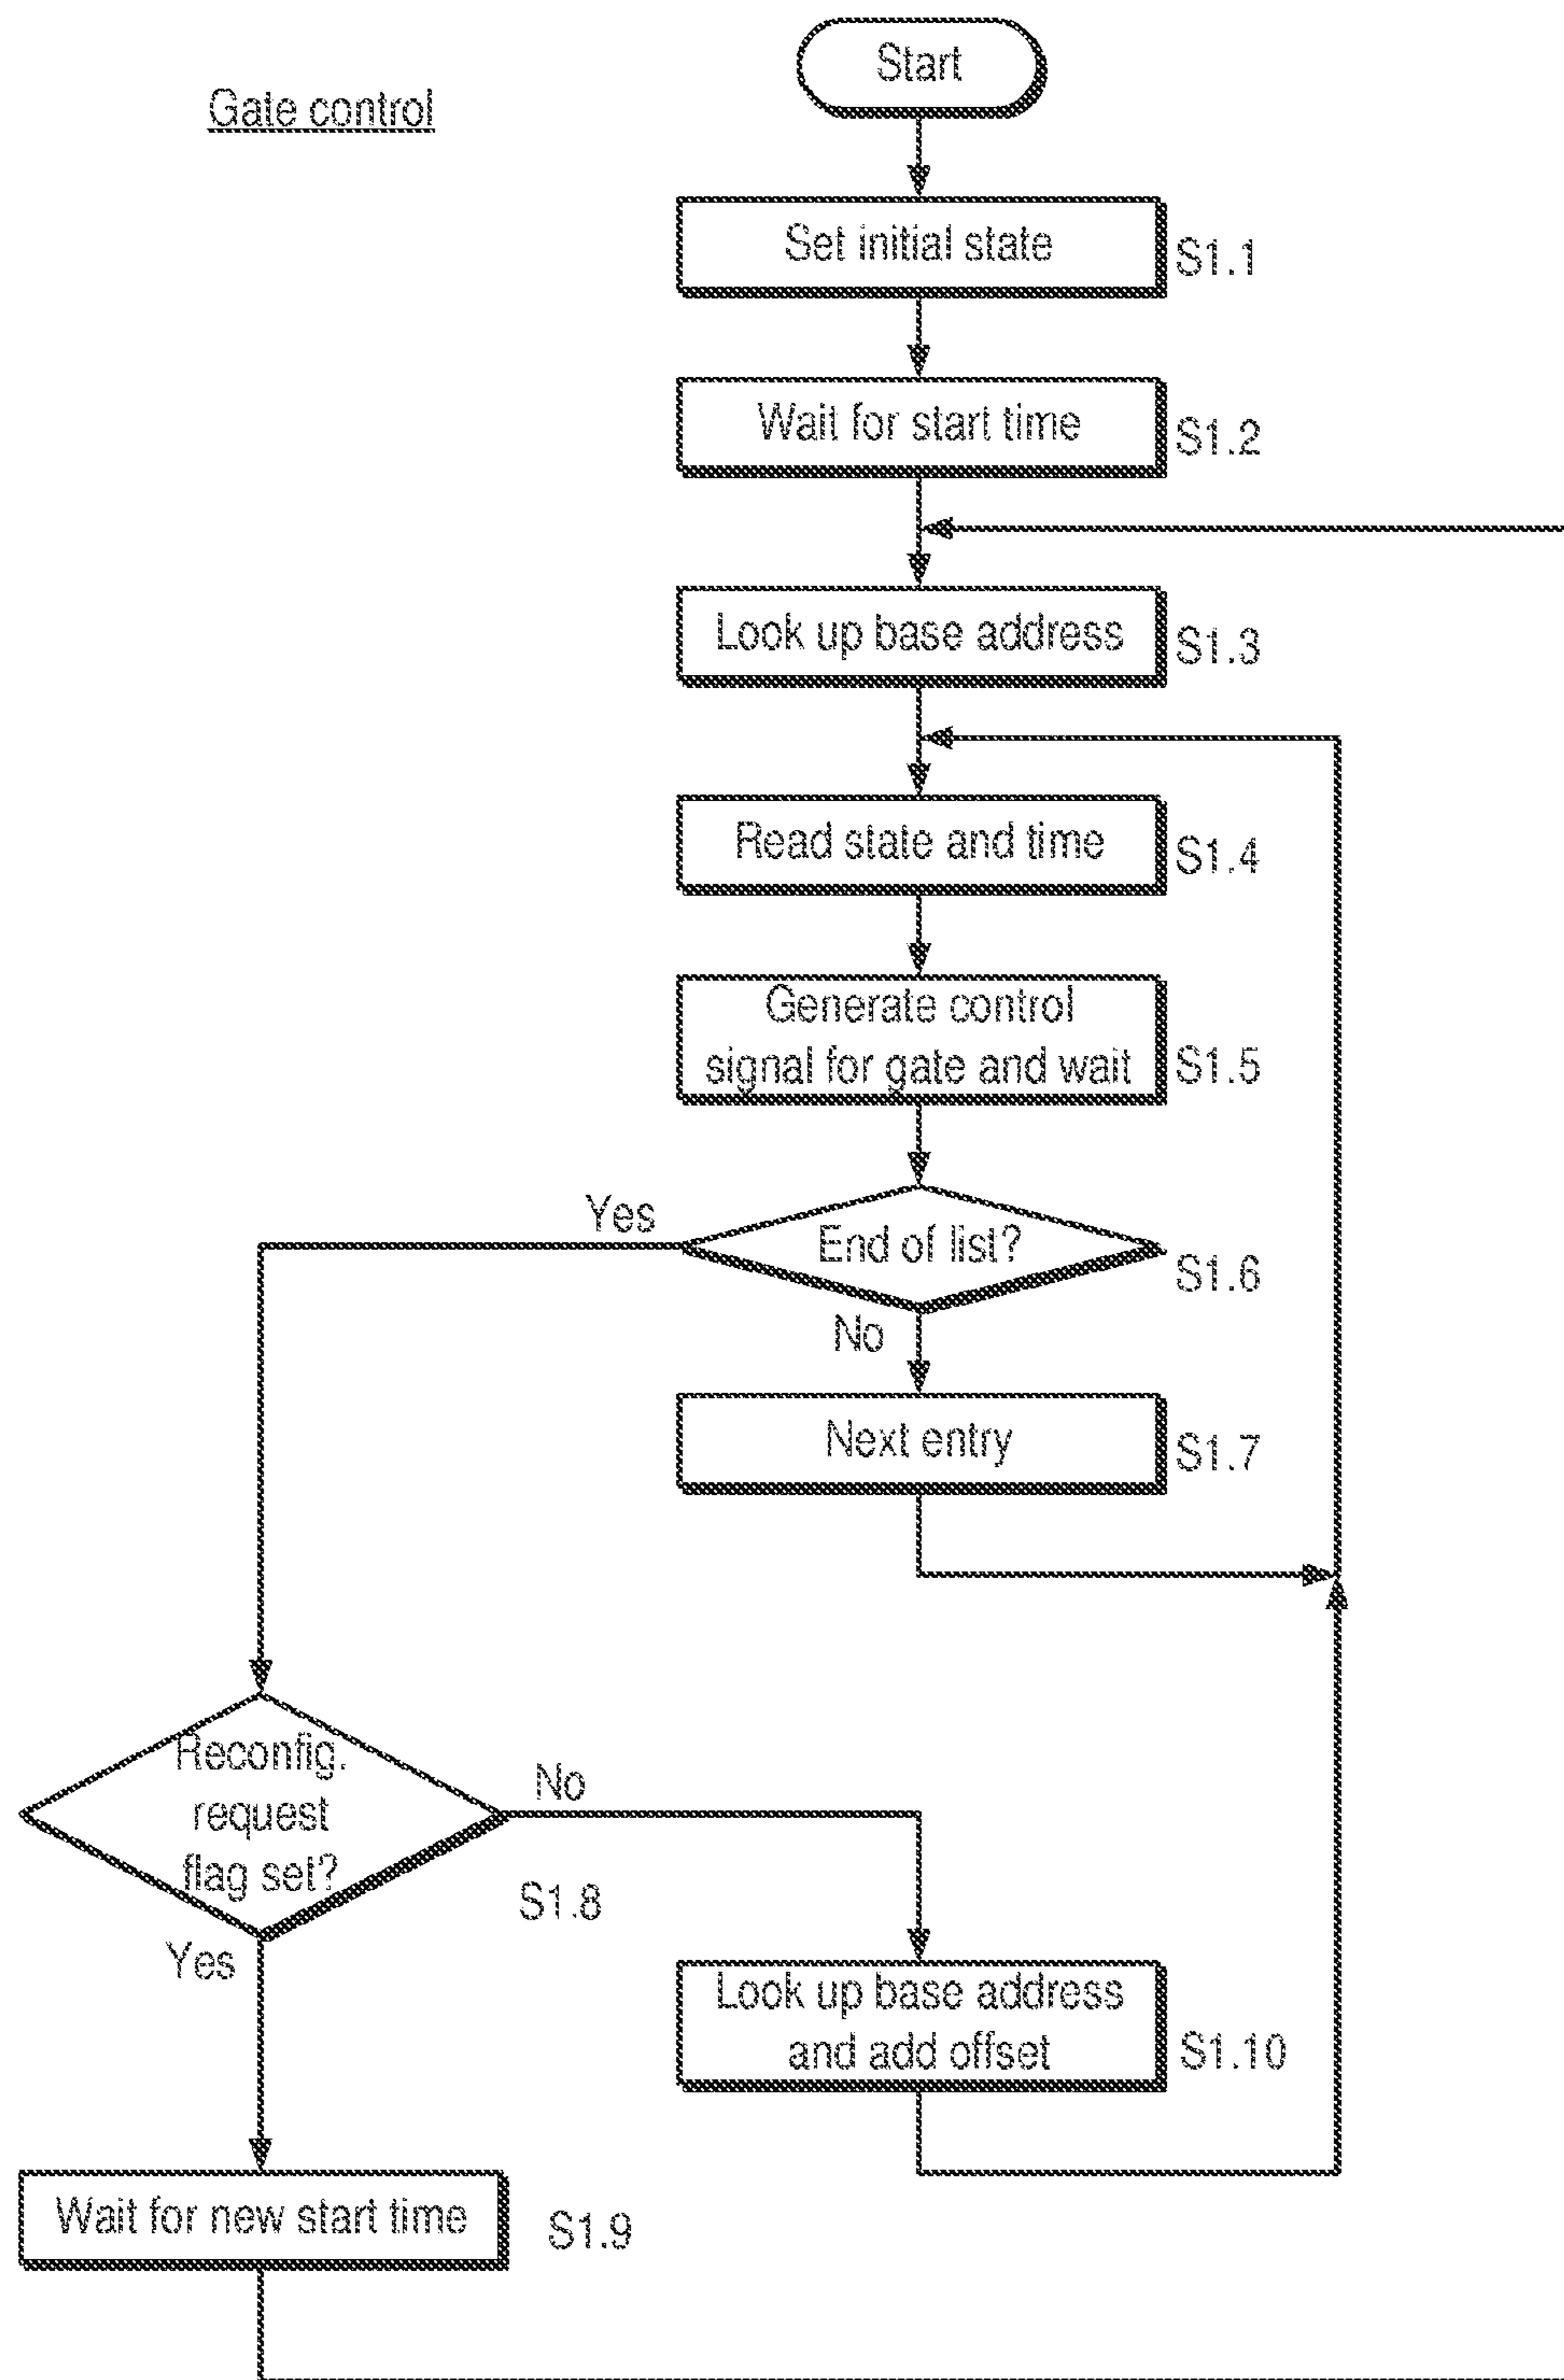 Start
Gate control
Set initial state
S1.1
Wait for start time
S1.2
Look up base address
S1.3
Read state and time
S1.4
Generate control
signal for gate and wait
S1.5
Yes
End of list?
S1.6
No
Next entry
S1.7
Reconfig.
request
flag set?
No
S1.8
Yes
Look up base address
and add offset
S1.10
Wait for new start time
S1.9